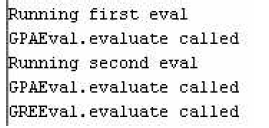 Running first eval
GPAEval.evaluate called
Running second eval
GPAEval.evaluate called
GREEval.evaluate called